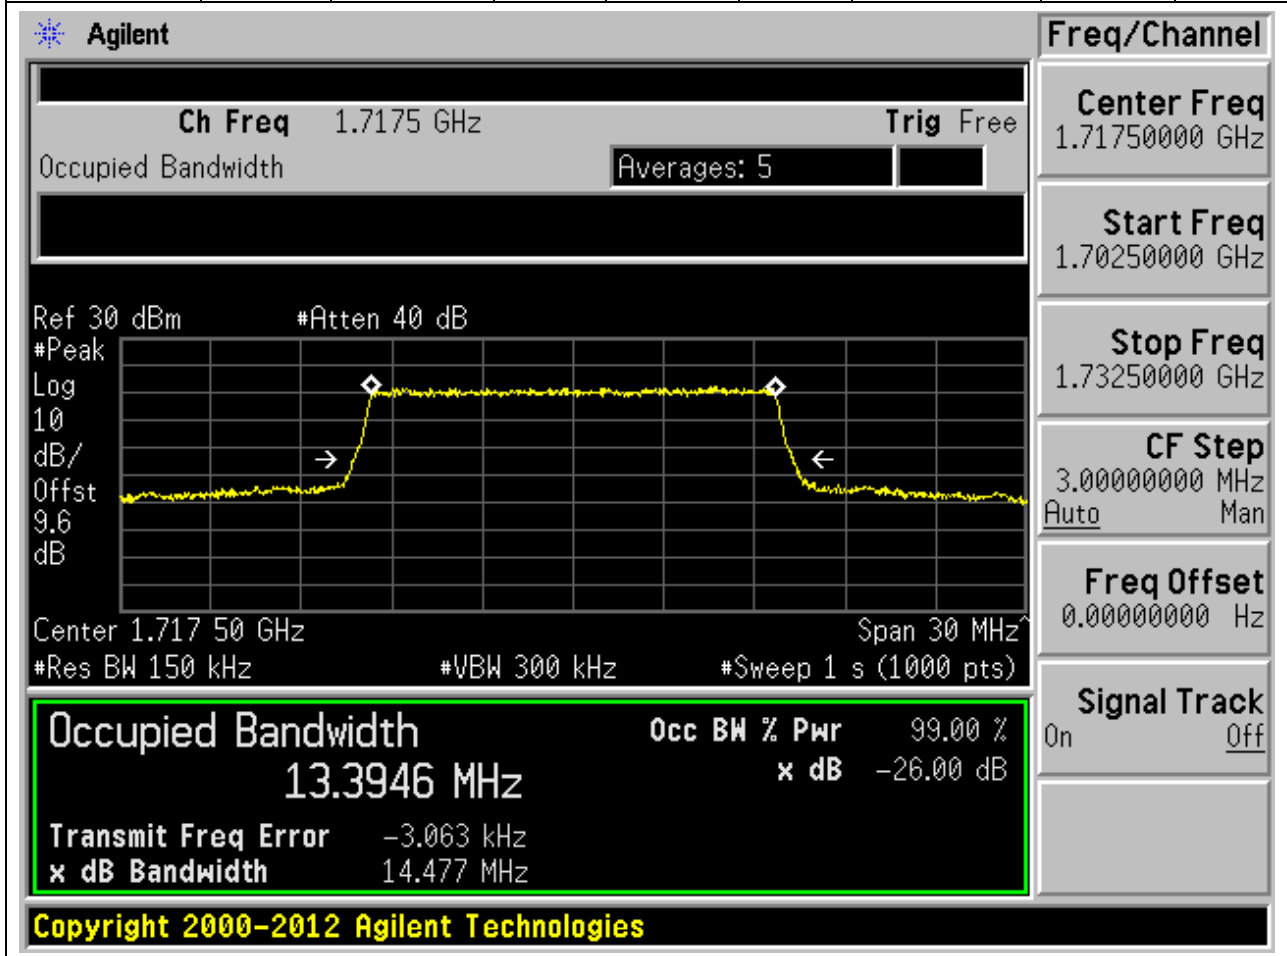 Agilent
Freq/Channel
Ch Freq 1.7175 GHz Trig Free
Occupied Bandwidth Averages: 5
Center Freq
1.71750000 GHz
Start Freq
1.70250000 GHz
Stop Freq
1.73250000 GHz
CF Step
3.00000000 MHz
Auto Man
Freq Offset
0.00000000 Hz
Signal Track
On Off
Ref 30 dBm #Atten 40 dB
#Peak
Log
10
dB/
Offst
9.6
dB
Center 1.717 50 GHz Span 30 MHz^
#Res BW 150 kHz #VBW 300 kHz #Sweep 1 s (1000 pts)
Occupied Bandwidth Occ BW % Pwr 99.00 %
13.3946 MHz x dB -26.00 dB
Transmit Freq Error -3.063 kHz
x dB Bandwidth 14.477 MHz
Copyright 2000-2012 Agilent Technologies